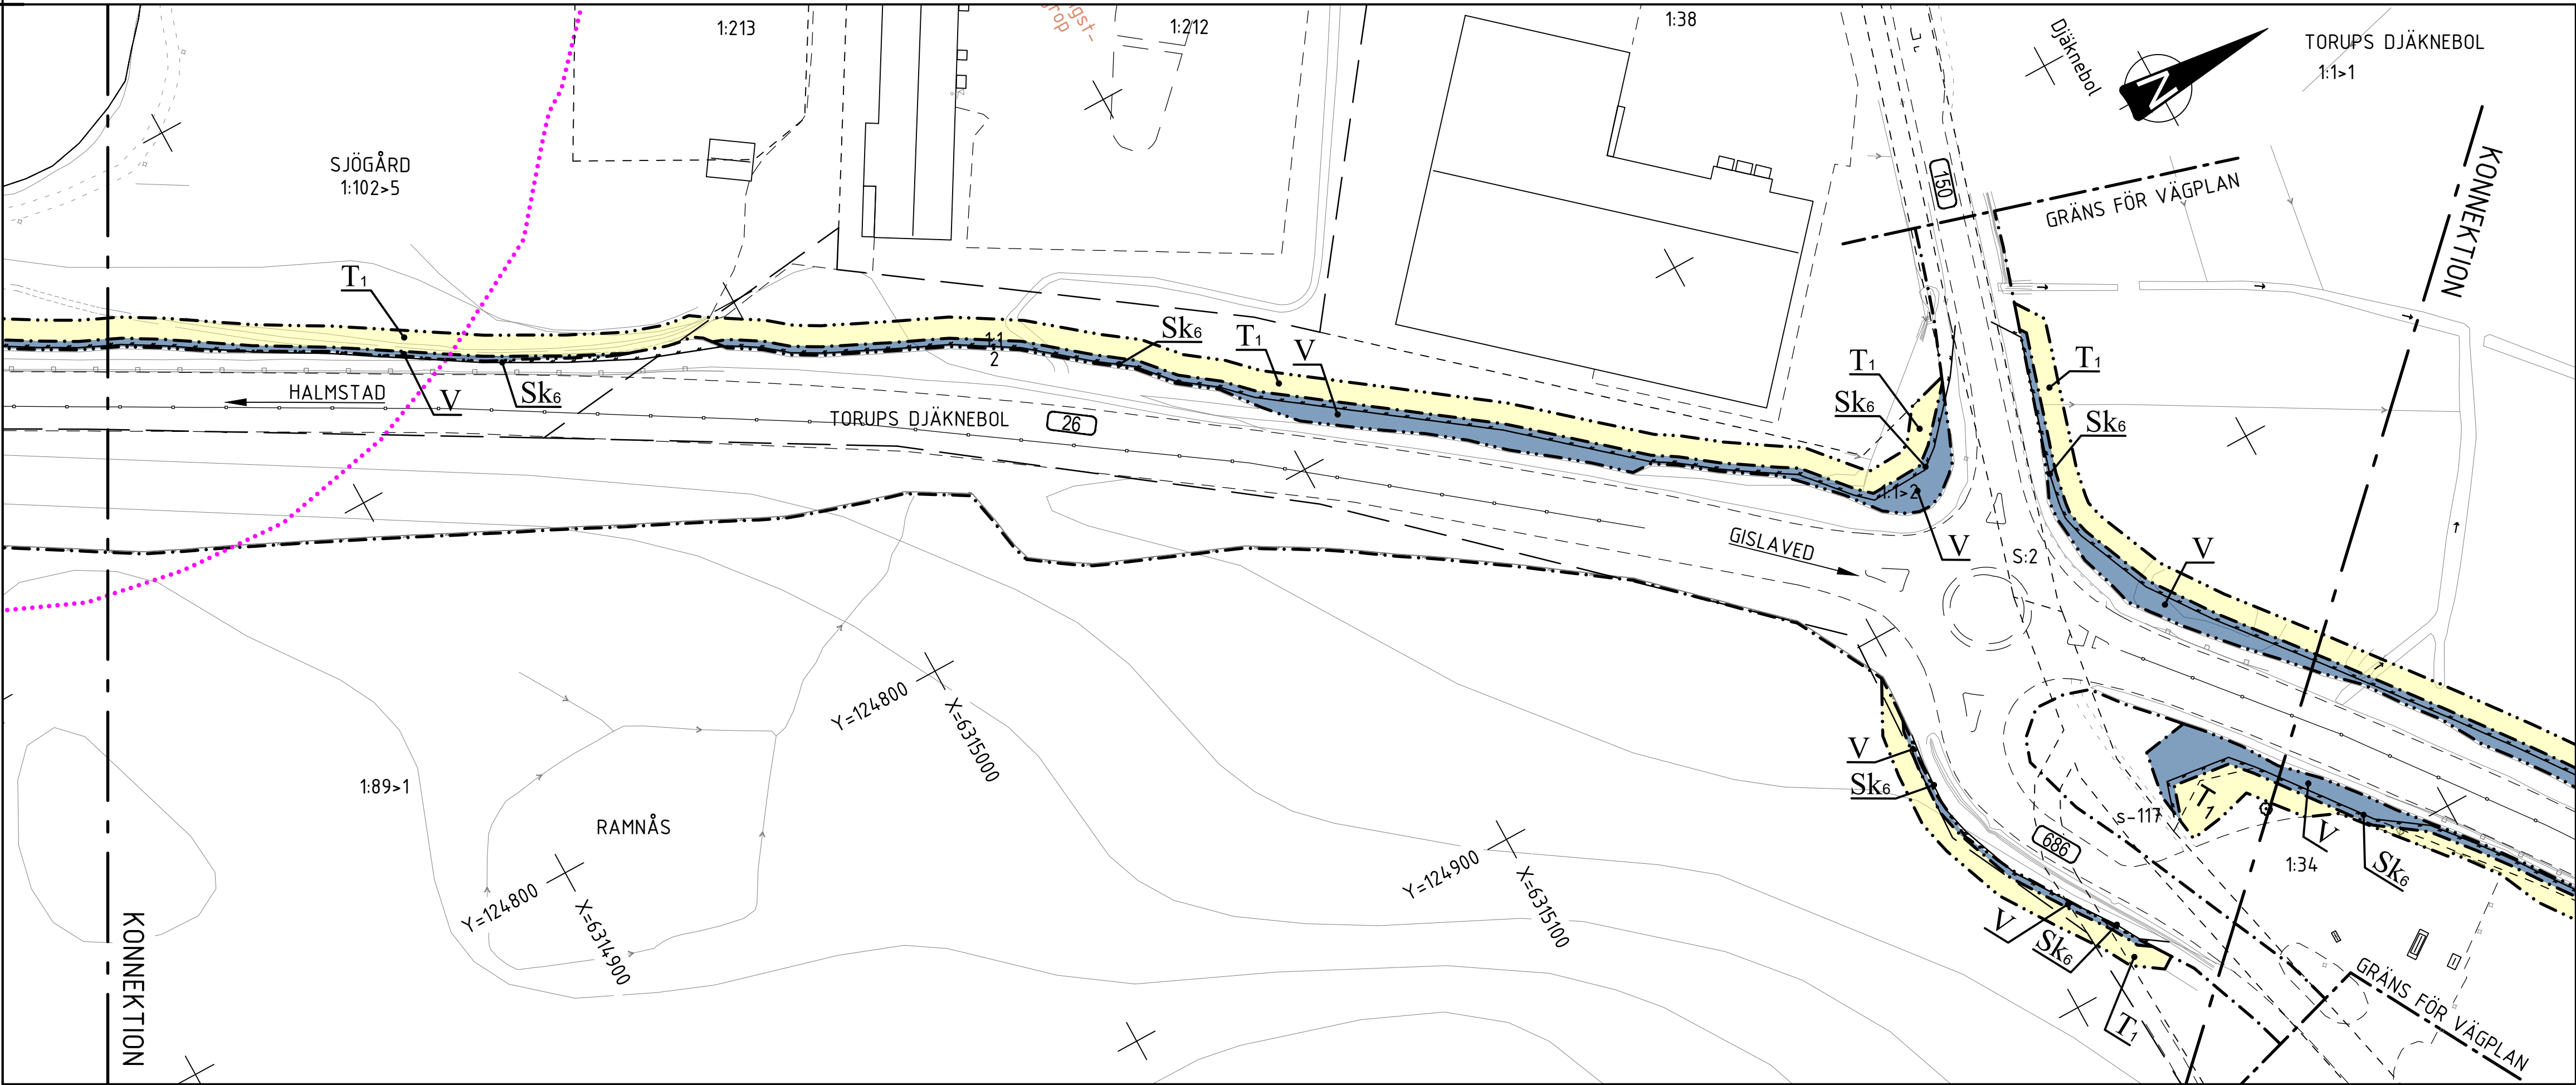 1:213
ngst-
grop
1:212
1:38
Djäknebol
N
TORUPS DJÄKNEBOL
1:1>1
SJÖGÅRD
1:102>5
150
GRÄNS FÖR VÄGPLAN
KONNEKTION
T1
Sk6
T1
V
1:1
2
T1
Sk6
T1
Sk6
HALMSTAD
V
Sk6
TORUPS DJÄKNEBOL
26
1:1>2
V
GISLAVED
S:2
V
Y=124800
X=6315000
V
Sk6
1:89>1
RAMNÅS
T1
s-117
686
V
1:34
Sk6
Y=124900
X=6315100
Y=124800
X=6314900
V
Sk6
T1
KONNEKTION
GRÄNS FÖR VÄGPLAN